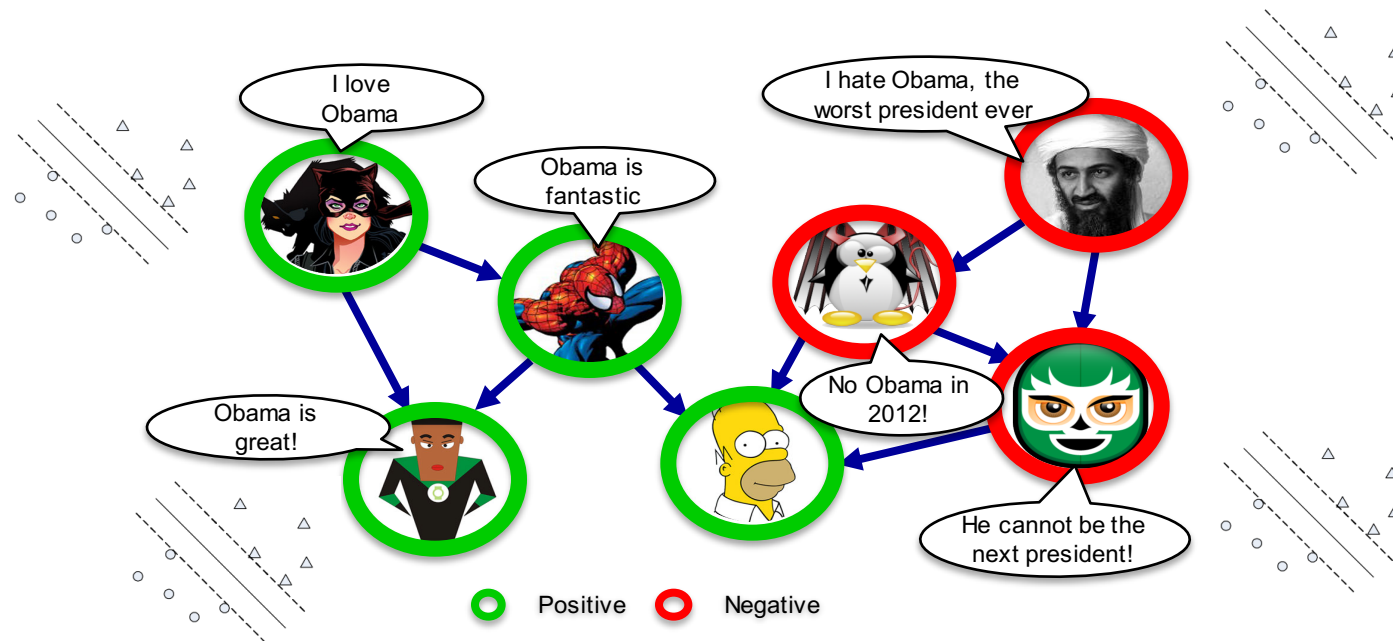 I love
Obama
I hate Obama, the
worst president ever
Obama is
fantastic
No Obama in
2012!
Obama is
great!
He cannot be the
next president!
Positive
Negative